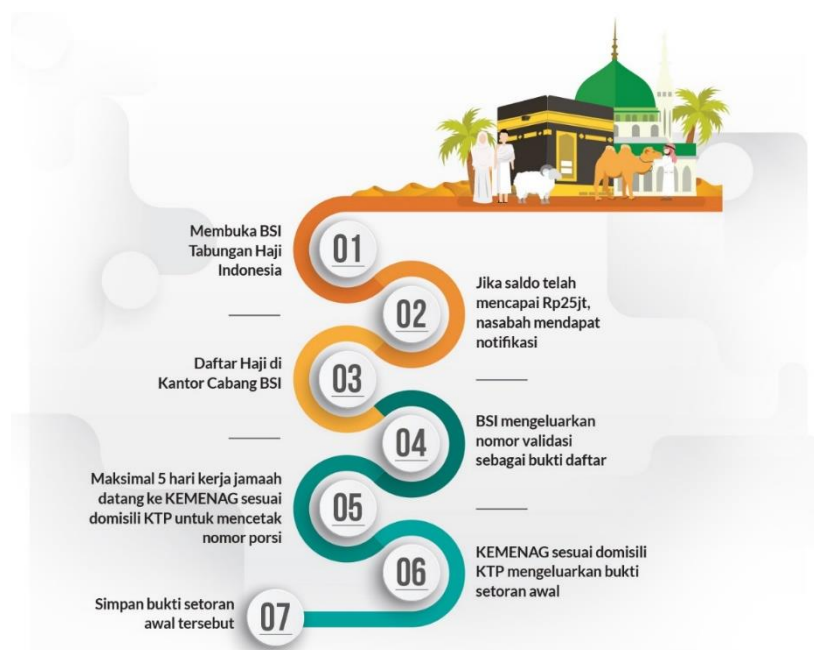 01
Membuka BSI
Tabungan Haji
Indonesia
02
Jika saldo telah
mencapai Rp25jt,
nasabah mendapat
notifikasi
03
Daftar Haji di
Kantor Cabang BSI
04
BSI mengeluarkan
nomor validasi
sebagai bukti daftar
05
Maksimal 5 hari kerja jamaah
datang ke KEMENAG sesuai
domisili KTP untuk mencetak
nomor porsi
06
KEMENAG sesuai domisili
KTP mengeluarkan bukti
setoran awal
07
Simpan bukti setoran
awal tersebut